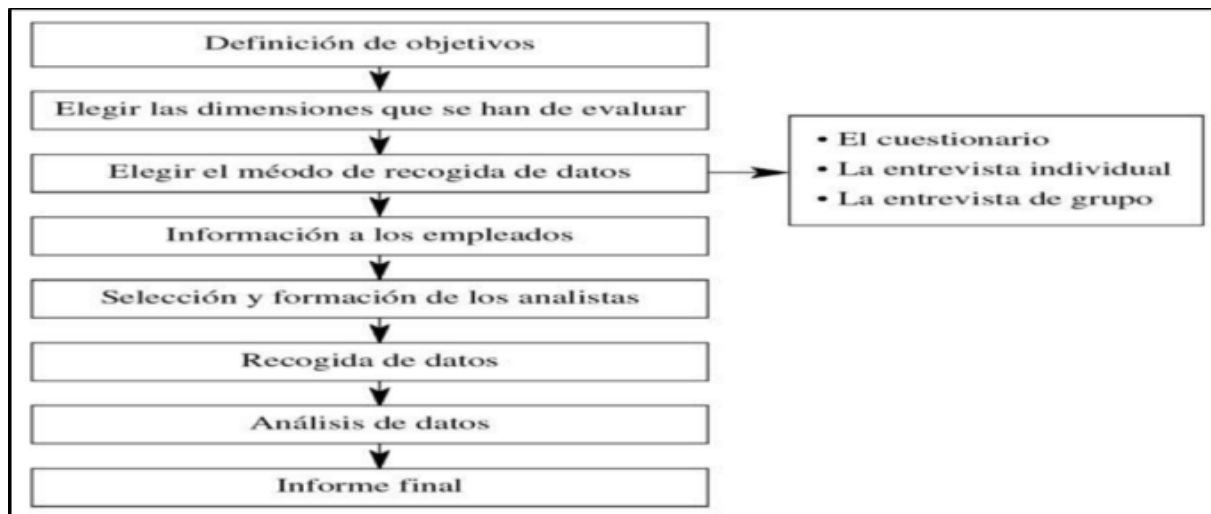 Definición de objetivos
Elegir las dimensiones que se han de evaluar
Elegir el méodo de recogida de datos
• El cuestionario
• La entrevista individual
• La entrevista de grupo
Información a los empleados
Selección y formación de los analistas
Recogida de datos
Análisis de datos
Informe final